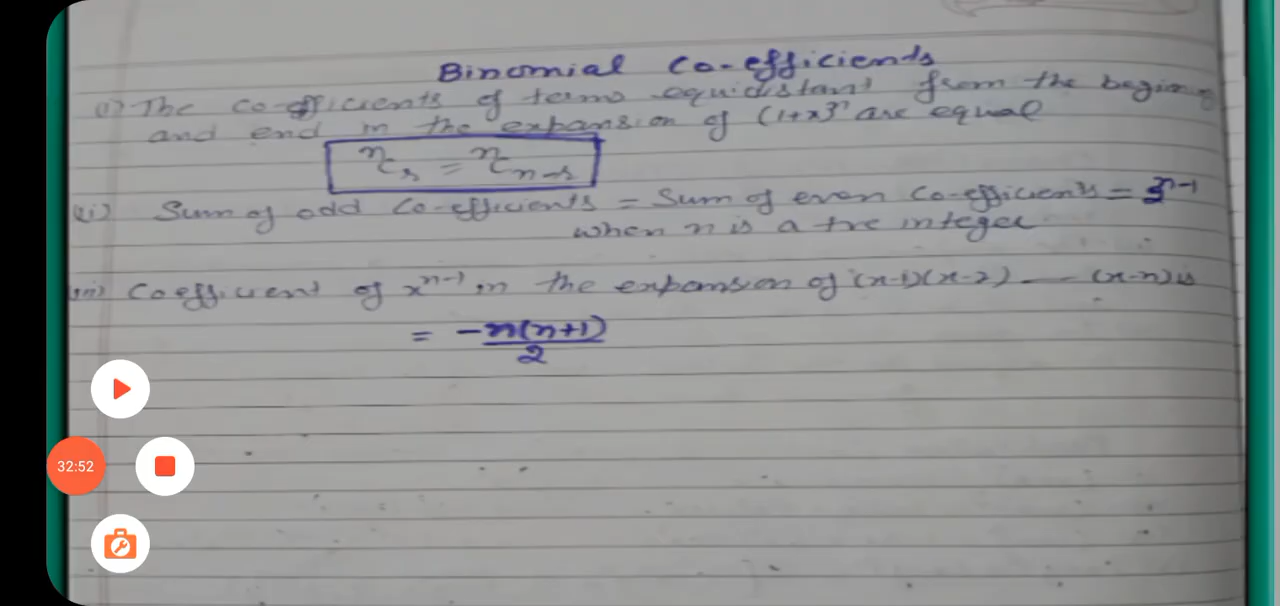 Binomial Co-efficients
(i) The co-efficients of terms equidistant from the begining
and end in the expansion of (1+x)ⁿ are equal
ⁿCᵣ = ⁿCₙ₋ᵣ
(ii) Sum of odd Co-efficients = Sum of even Co-efficients = 2ⁿ⁻¹
when n is a +ve integer
(iii) Coefficient of xⁿ⁻¹ in the expansion of (x-1)(x-2) --- (x-n) is
= -n(n+1)/2
32:52